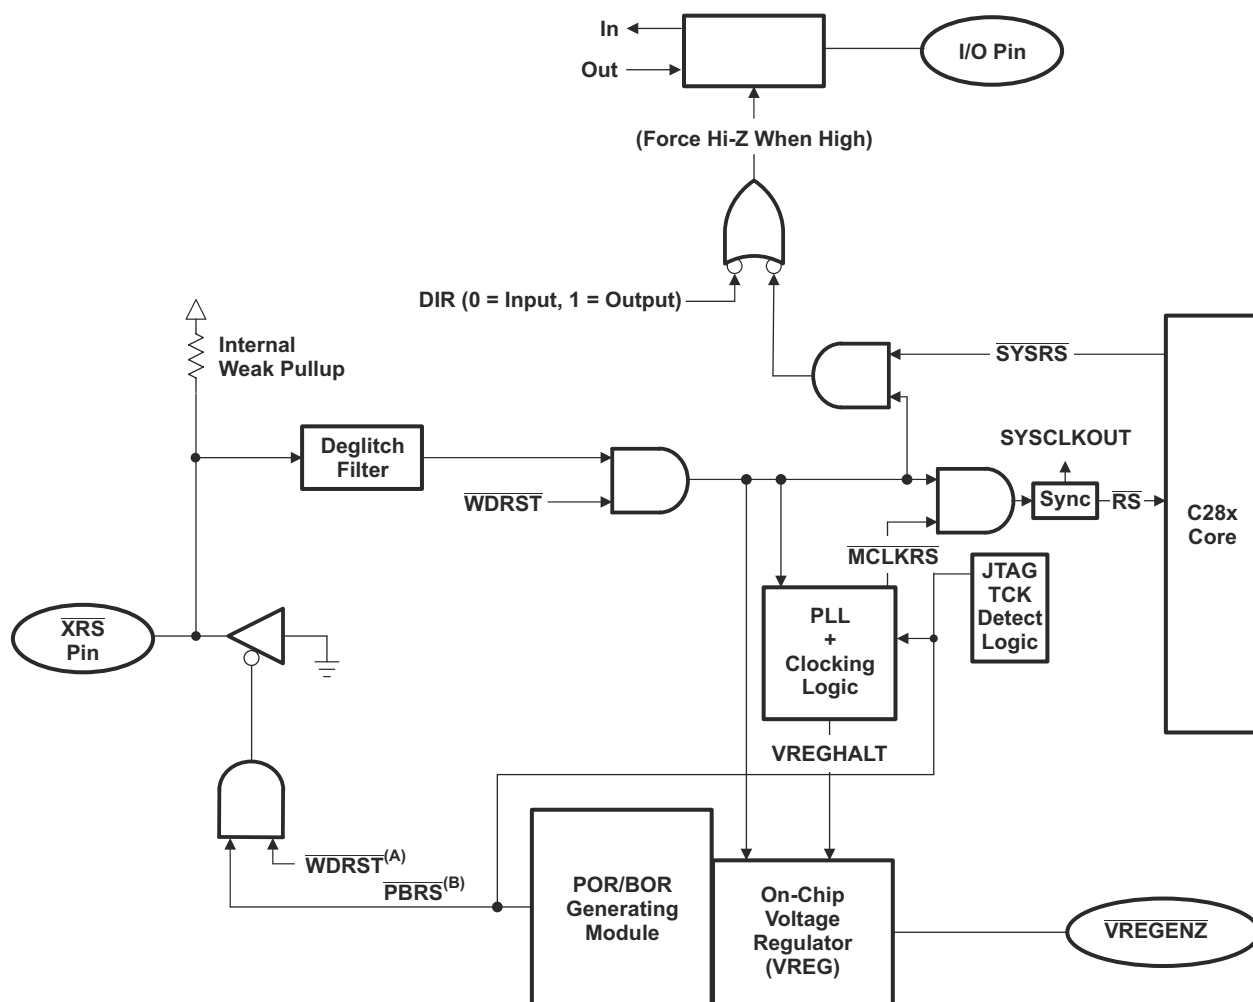 In
Out
I/O Pin
(Force Hi-Z When High)
DIR (0 = Input, 1 = Output)
Internal
Weak Pullup
SYSRS
Deglitch
Filter
WDRST
SYSCLKOUT
Sync
RS
C28x
Core
MCLKRS
JTAG
TCK
Detect
Logic
XRS
Pin
PLL
+
Clocking
Logic
VREGHALT
WDRST(A)
PBRS(B)
POR/BOR
Generating
Module
On-Chip
Voltage
Regulator
(VREG)
VREGENZ